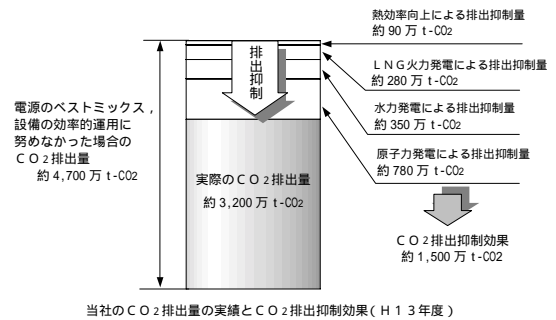 熱効率向上による排出抑制量
約 90 万 t-CO2
LNG火力発電による排出抑制量
約 280 万 t-CO2
水力発電による排出抑制量
約 350 万 t-CO2
原子力発電による排出抑制量
約 780 万 t-CO2
CO2排出抑制効果
約 1,500 万 t-CO2
排出抑制
電源のベストミックス,
設備の効率的運用に
努めなかった場合の
CO2排出量
約 4,700 万 t-CO2
実際のCO2排出量
約 3,200 万 t-CO2
当社のCO2排出量の実績とCO2排出抑制効果(H13年度)